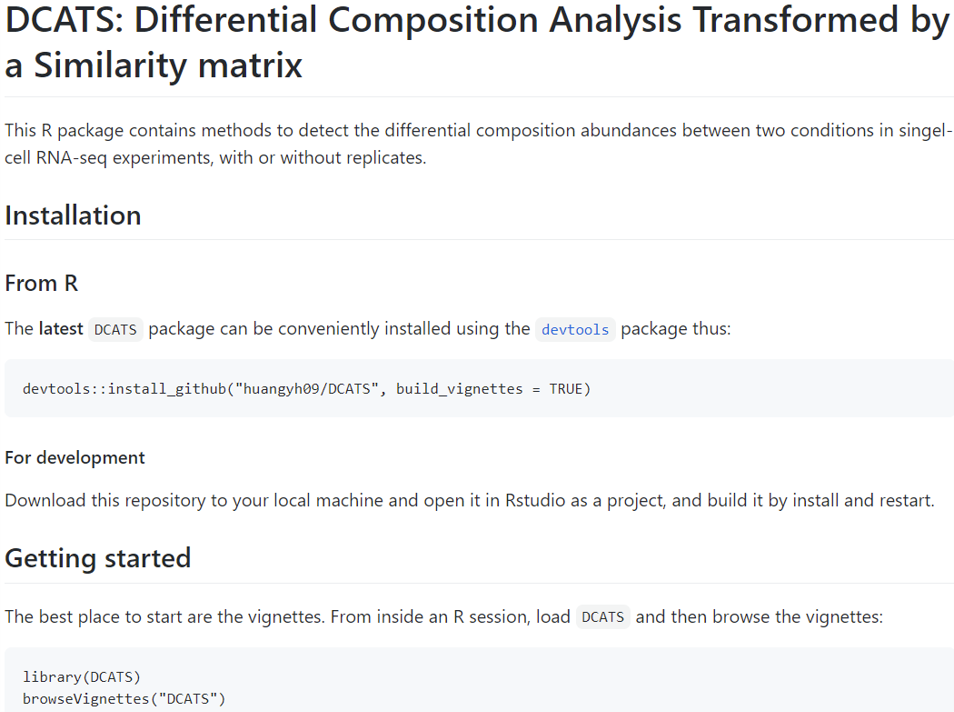 DCATS: Differential Composition Analysis Transformed by
a Similarity matrix
This R package contains methods to detect the differential composition abundances between two conditions in singel-
cell RNA-seq experiments, with or without replicates.
Installation
From R
The latest DCATS package can be conveniently installed using the devtools package thus:
devtools::install_github("huangyh09/DCATS", build_vignettes = TRUE)
For development
Download this repository to your local machine and open it in Rstudio as a project, and build it by install and restart.
Getting started
The best place to start are the vignettes. From inside an R session, load DCATS and then browse the vignettes:
library(DCATS)
browseVignettes("DCATS")